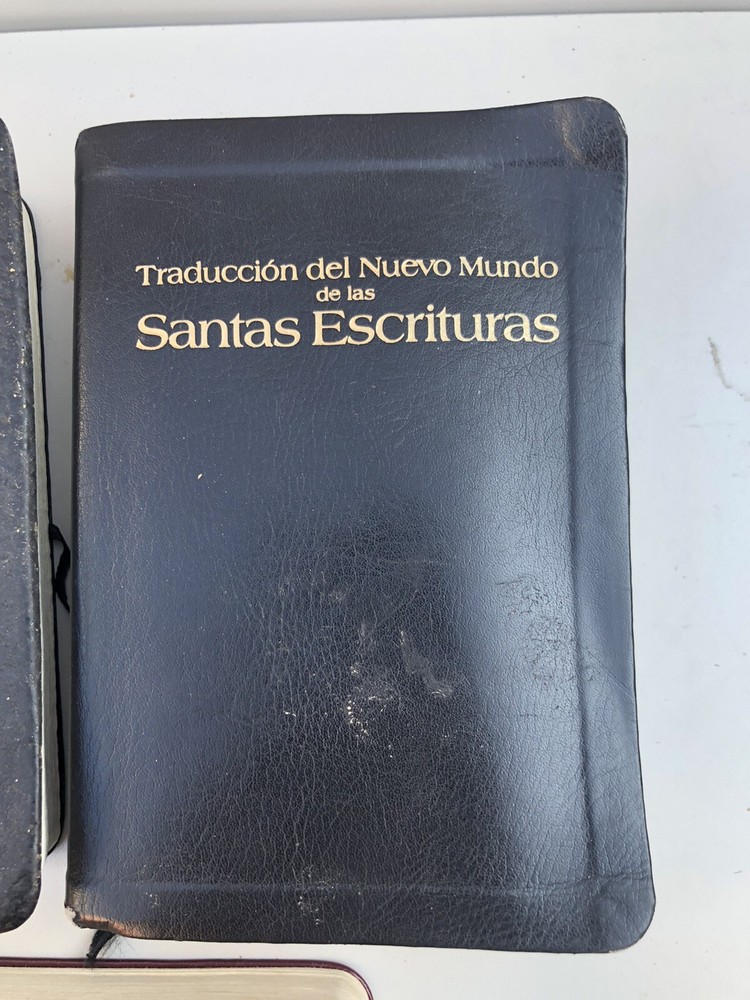 Traducción del Nuevo Mundo
de las
Santas Escrituras